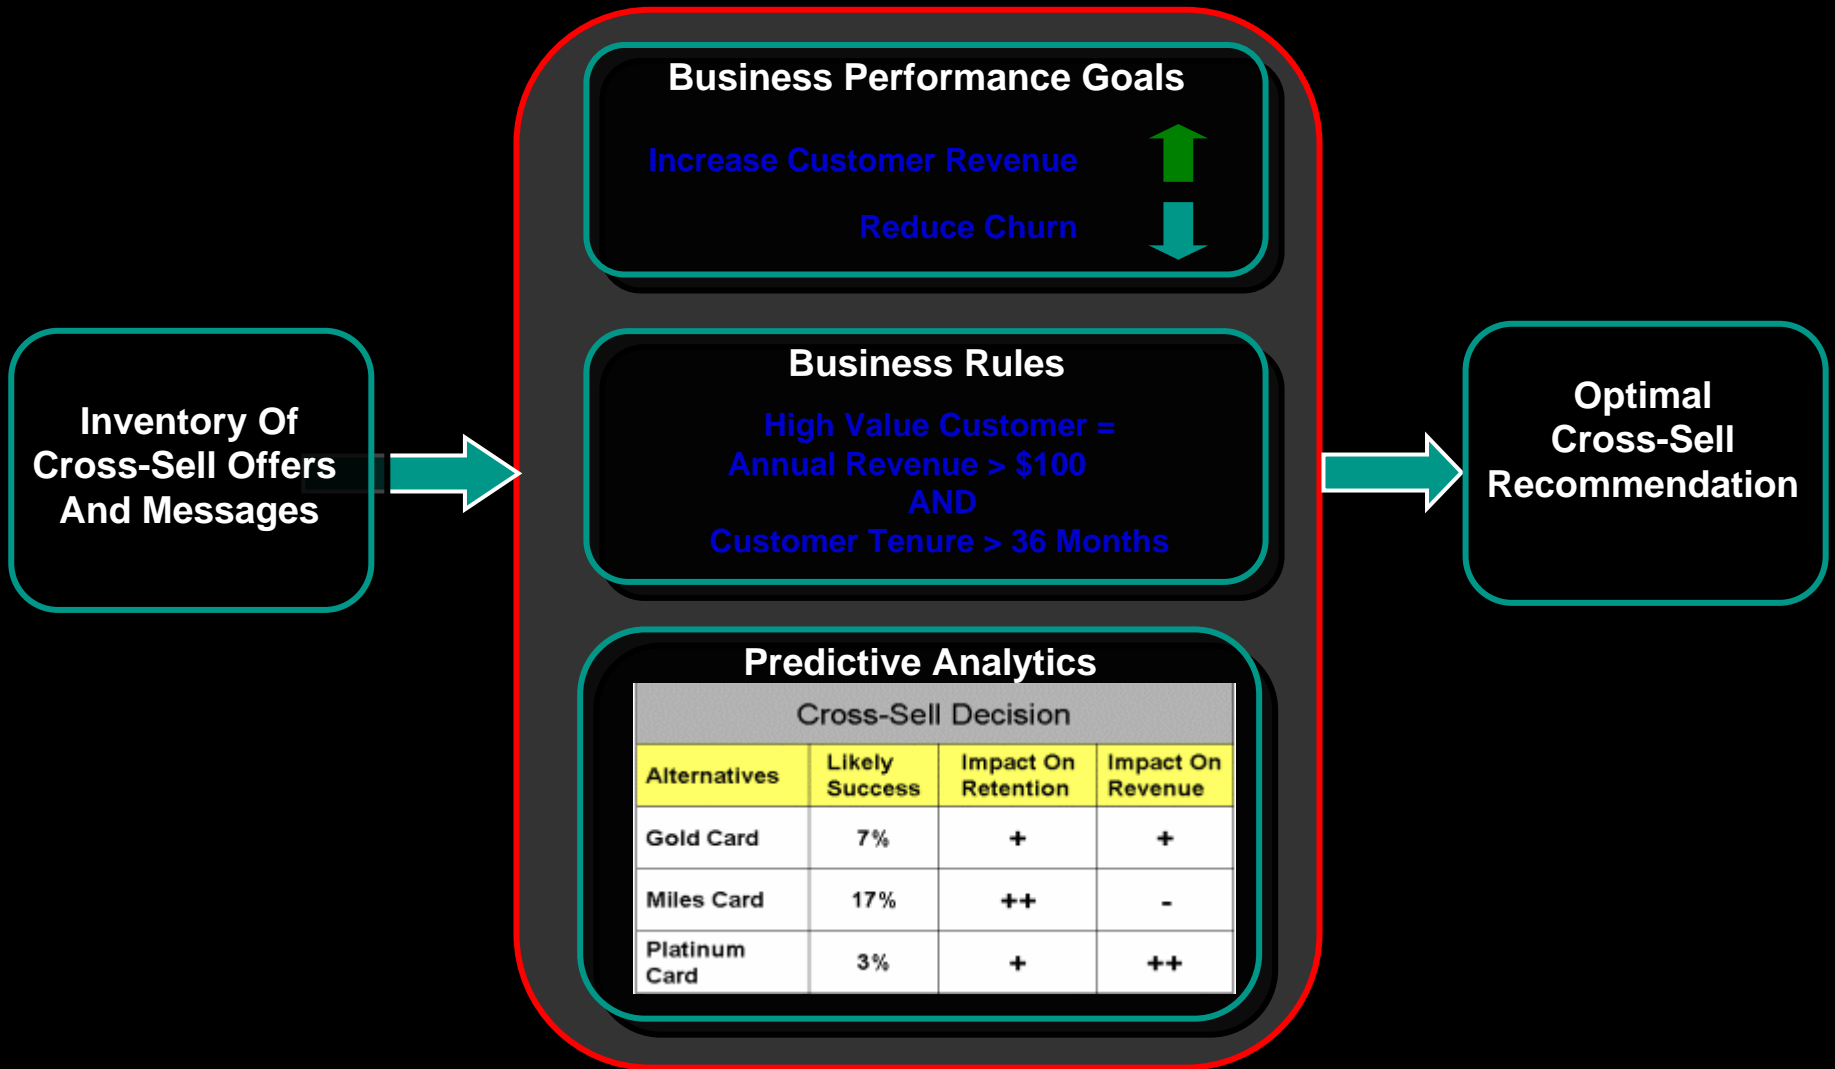 Business Performance Goals
Increase Customer Revenue
Reduce Churn
Inventory Of
Cross-Sell Offers
And Messages
Business Rules
High Value Customer =
Annual Revenue > $100
AND
Customer Tenure > 36 Months
Optimal
Cross-Sell
Recommendation
Predictive Analytics
Cross-Sell Decision
Alternatives Likely Success Impact On Retention Impact On Revenue
Gold Card 7% + +
Miles Card 17% ++ -
Platinum Card 3% + ++